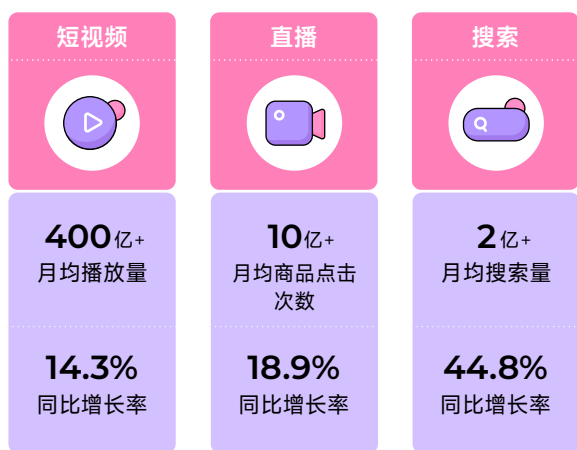 短视频
400亿+
月均播放量
14.3%
同比增长率
直播
10亿+
月均商品点击
次数
18.9%
同比增长率
搜索
2亿+
月均搜索量
44.8%
同比增长率